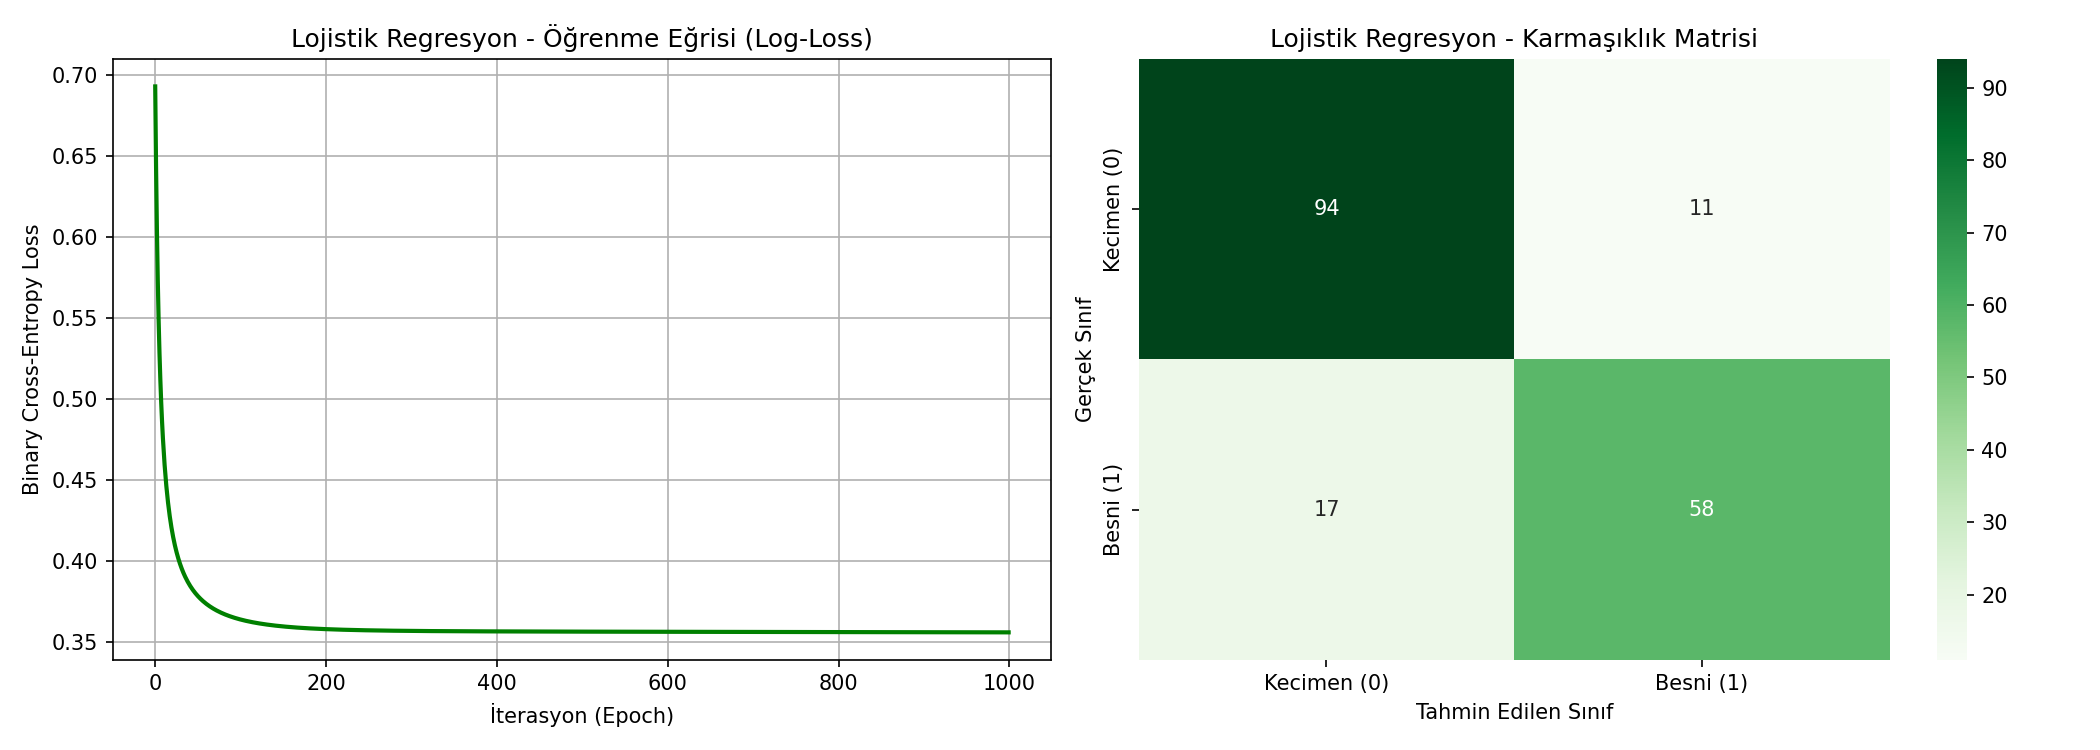 Lojistik Regresyon - Öğrenme Eğrisi (Log-Loss)
Binary Cross-Entropy Loss
0.70
0.65
0.60
0.55
0.50
0.45
0.40
0.35
0
200
400
600
800
1000
İterasyon (Epoch)
Lojistik Regresyon - Karmaşıklık Matrisi
Gerçek Sınıf
Kecimen (0)
Besni (1)
94
11
17
58
Kecimen (0)
Besni (1)
Tahmin Edilen Sınıf
90
80
70
60
50
40
30
20